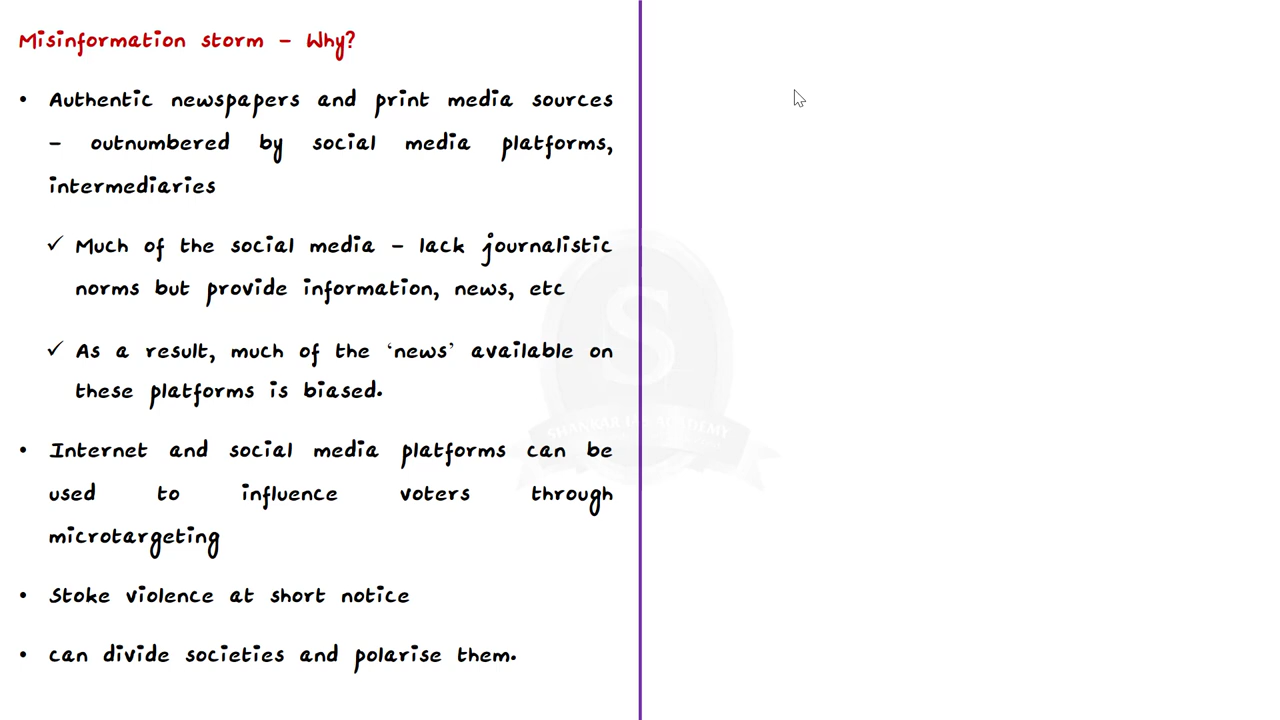 Misinformation storm – Why?
• Authentic newspapers and print media sources
– outnumbered by social media platforms,
intermediaries
✓ Much of the social media – lack journalistic
norms but provide information, news, etc
✓ As a result, much of the ‘news’ available on
these platforms is biased.
• Internet and social media platforms can be
used to influence voters through
microtargeting
• Stoke violence at short notice
• can divide societies and polarise them.
S
SHANKAR IAS ACADEMY